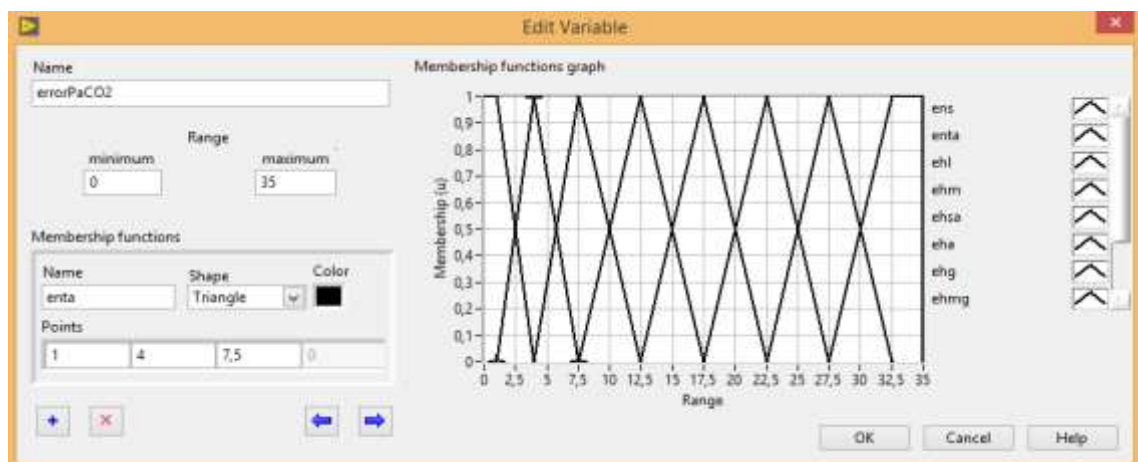 Edit Variable
Name
errorPaCO2
Range
minimum maximum
0 35
Membership functions
Name Shape Color
enta Triangle
Points
1 4 7,5 0
Membership functions graph
1
0,9
0,8
0,7
0,6
0,5
0,4
0,3
0,2
0,1
0
Membership (u)
0 2,5 5 7,5 10 12,5 15 17,5 20 22,5 25 27,5 30 32,5 35
Range
ens
enta
ehl
ehm
ehsa
eha
ehg
ehmg
OK Cancel Help